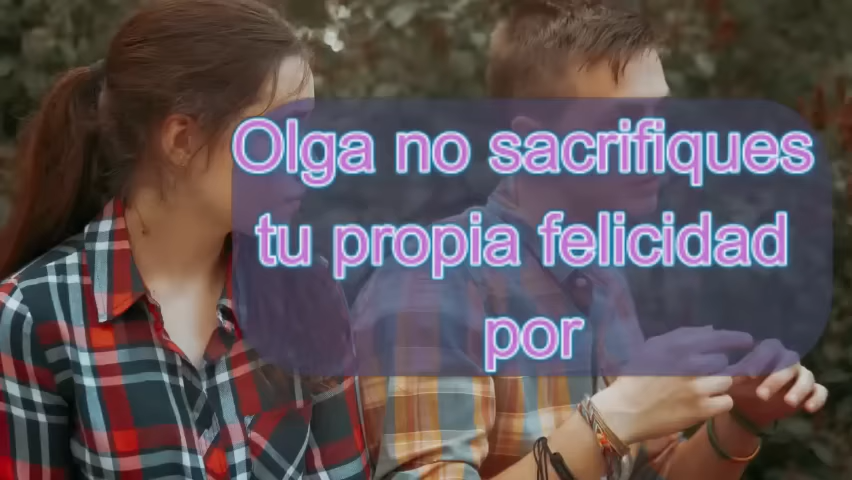 Olga no sacrifiques
tu propia felicidad
por